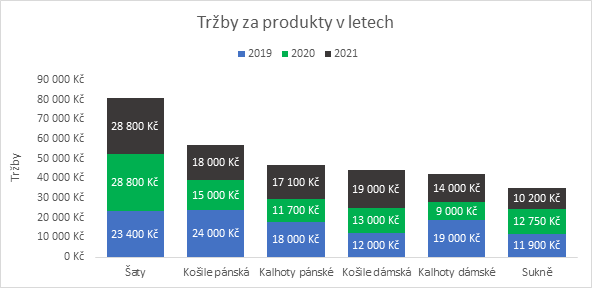 Tržby za produkty v letech
2019 2020 2021
90 000 Kč
80 000 Kč
70 000 Kč
60 000 Kč
50 000 Kč
40 000 Kč
30 000 Kč
20 000 Kč
10 000 Kč
0 Kč
Tržby
28 800 Kč
28 800 Kč
23 400 Kč
18 000 Kč
15 000 Kč
24 000 Kč
17 100 Kč
11 700 Kč
18 000 Kč
19 000 Kč
13 000 Kč
12 000 Kč
14 000 Kč
9 000 Kč
19 000 Kč
10 200 Kč
12 750 Kč
11 900 Kč
Šaty Košile pánská Kalhoty pánské Košile dámská Kalhoty dámské Sukně